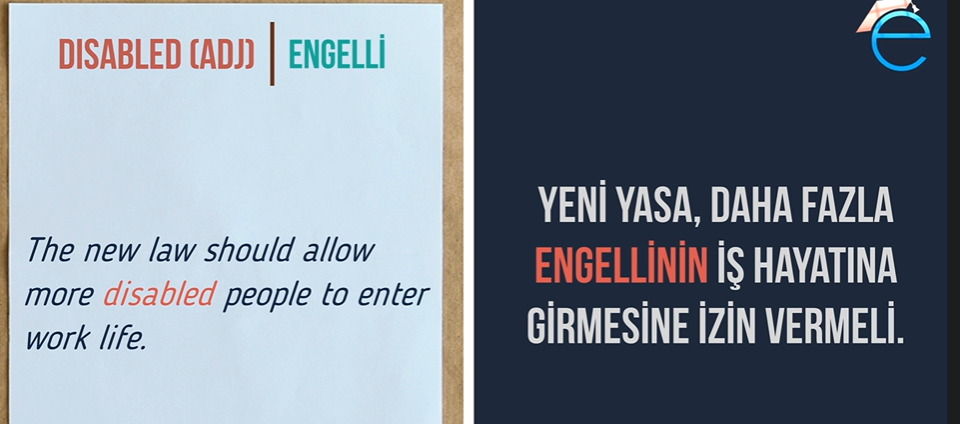 DISABLED (ADJ) | ENGELLİ
The new law should allow
more disabled people to enter
work life.
e
YENİ YASA, DAHA FAZLA
ENGELLİNİN İŞ HAYATINA
GİRMESİNE İZİN VERMELİ.